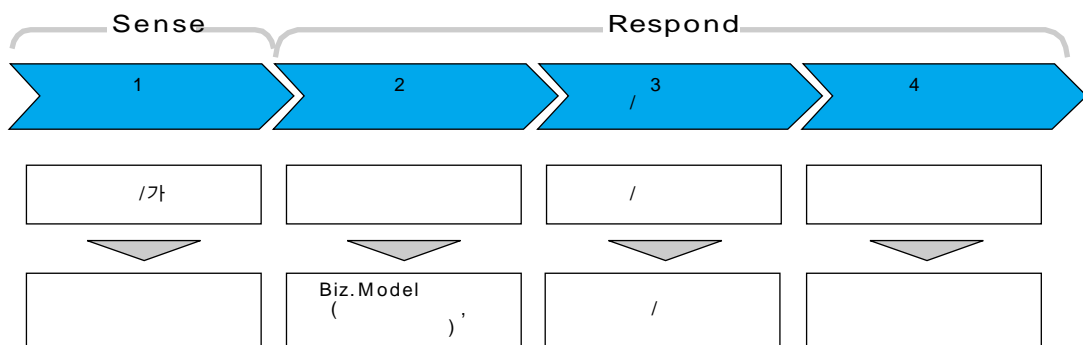 Sense
Respond
1
2
3
/
4
/가
/
Biz.Model
( ,
)
/